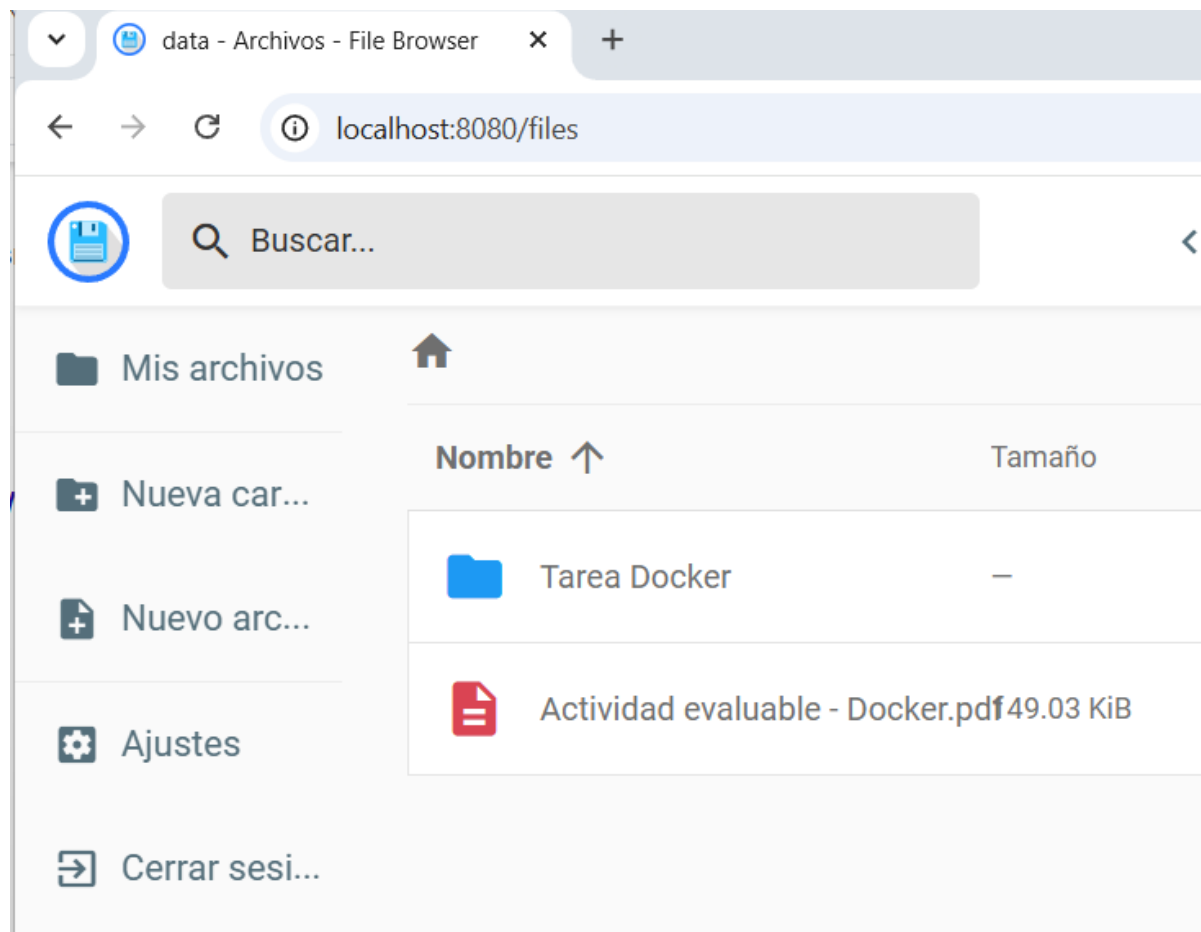 data - Archivos - File Browser
localhost:8080/files
Buscar...
Mis archivos
Nueva car...
Nuevo arc...
Ajustes
Cerrar sesi...
Nombre
Tamaño
Tarea Docker
—
Actividad evaluable - Docker.pdf 149.03 KiB